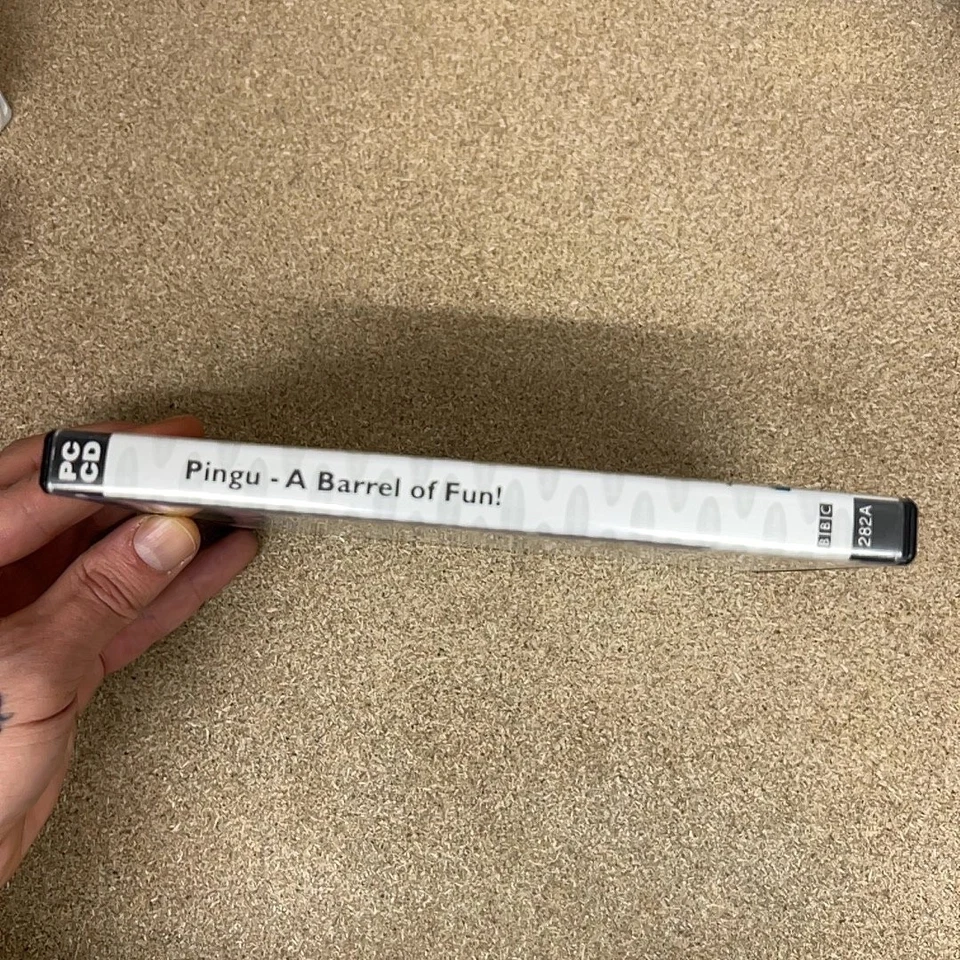 PC
CD
Pingu - A Barrel of Fun!
BBC
282A